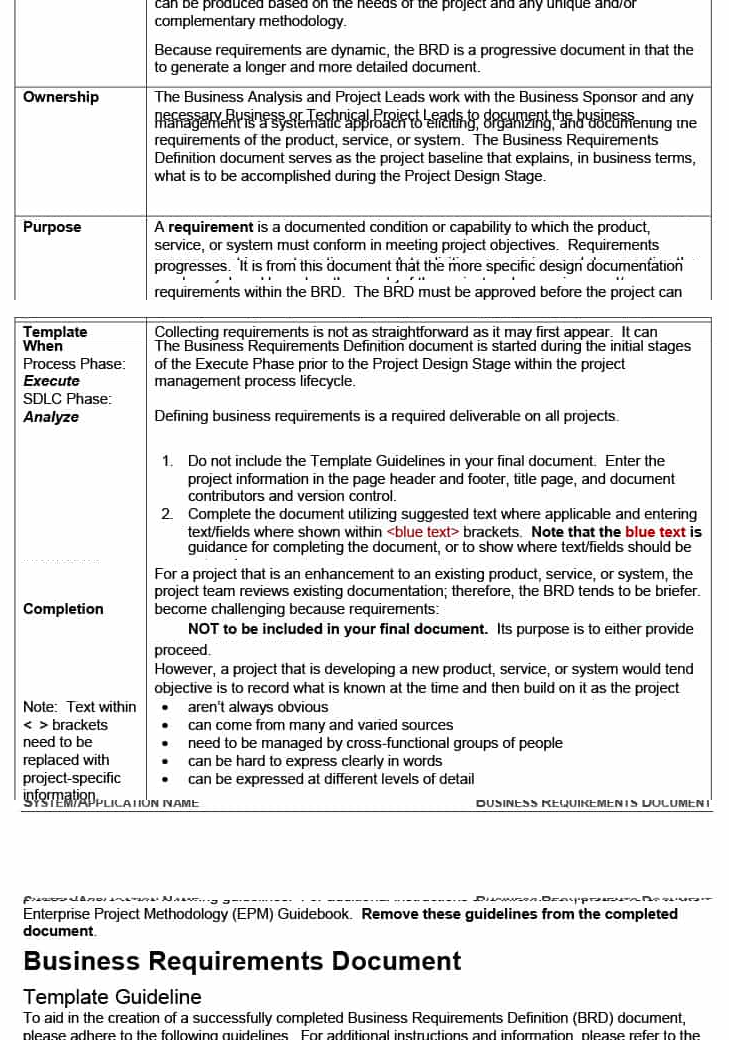 can be produced based on the needs of the project and any unique and/or
complementary methodology.
Because requirements are dynamic, the BRD is a progressive document in that the
to generate a longer and more detailed document.
Ownership
The Business Analysis and Project Leads work with the Business Sponsor and any
necessary Business or Technical Project Leads to document the business
management is a systematic approach to eliciting, organizing, and documenting the
requirements of the product, service, or system. The Business Requirements
Definition document serves as the project baseline that explains, in business terms,
what is to be accomplished during the Project Design Stage.
Purpose
A requirement is a documented condition or capability to which the product,
service, or system must conform in meeting project objectives. Requirements
progresses. It is from this document that the more specific design documentation
requirements within the BRD. The BRD must be approved before the project can
Template
Collecting requirements is not as straightforward as it may first appear. It can
When
The Business Requirements Definition document is started during the initial stages
Process Phase:
of the Execute Phase prior to the Project Design Stage within the project
Execute
management process lifecycle.
SDLC Phase:
Analyze
Defining business requirements is a required deliverable on all projects.
1. Do not include the Template Guidelines in your final document. Enter the
project information in the page header and footer, title page, and document
contributors and version control.
2. Complete the document utilizing suggested text where applicable and entering
text/fields where shown within <blue text> brackets. Note that the blue text is
guidance for completing the document, or to show where text/fields should be
For a project that is an enhancement to an existing product, service, or system, the
project team reviews existing documentation; therefore, the BRD tends to be briefer.
Completion
become challenging because requirements:
NOT to be included in your final document. Its purpose is to either provide
proceed.
However, a project that is developing a new product, service, or system would tend
objective is to record what is known at the time and then build on it as the project
Note: Text within
< > brackets
need to be
replaced with
project-specific
information
• aren't always obvious
• can come from many and varied sources
• need to be managed by cross-functional groups of people
• can be hard to express clearly in words
• can be expressed at different levels of detail
SYSTEM/APPLICATION NAME
BUSINESS REQUIREMENTS DOCUMENT
Enterprise Project Methodology (EPM) Guidebook. Remove these guidelines from the completed
document.
Business Requirements Document
Template Guideline
To aid in the creation of a successfully completed Business Requirements Definition (BRD) document,
please adhere to the following guidelines. For additional instructions and information, please refer to the